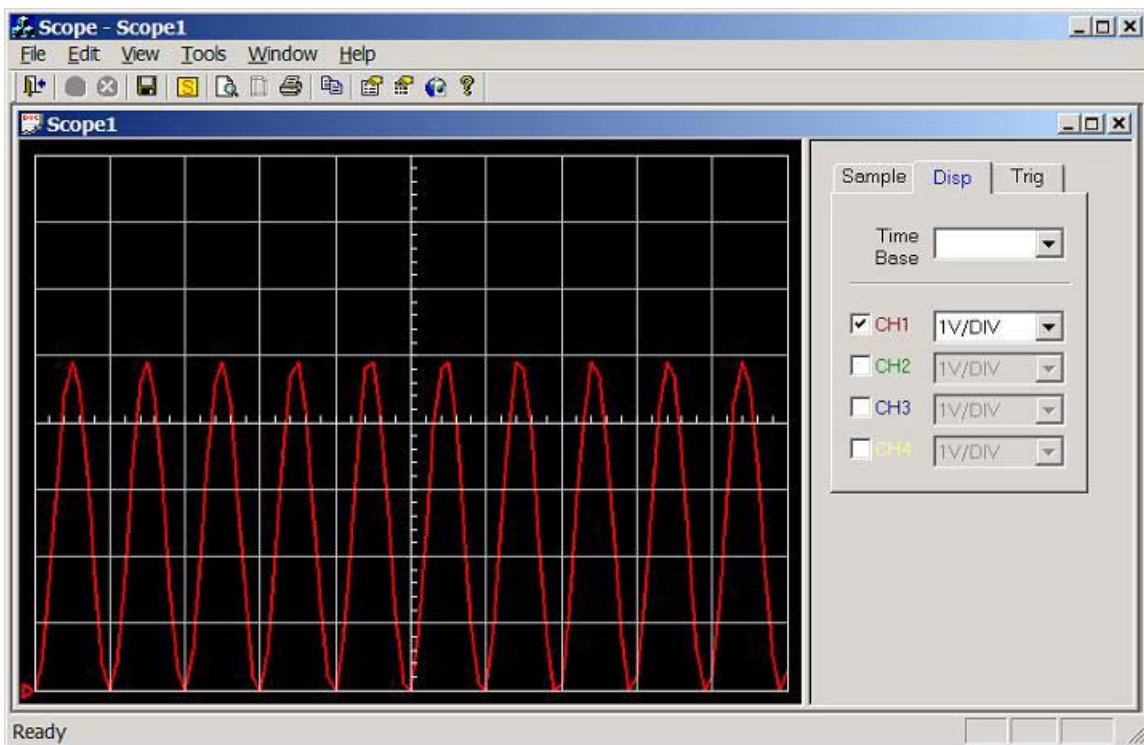 Scope - Scope1
File Edit View Tools Window Help
S
Scope1
Sample Disp Trig
Time
Base
CH1 1V/DIV
CH2 1V/DIV
CH3 1V/DIV
CH4 1V/DIV
Ready